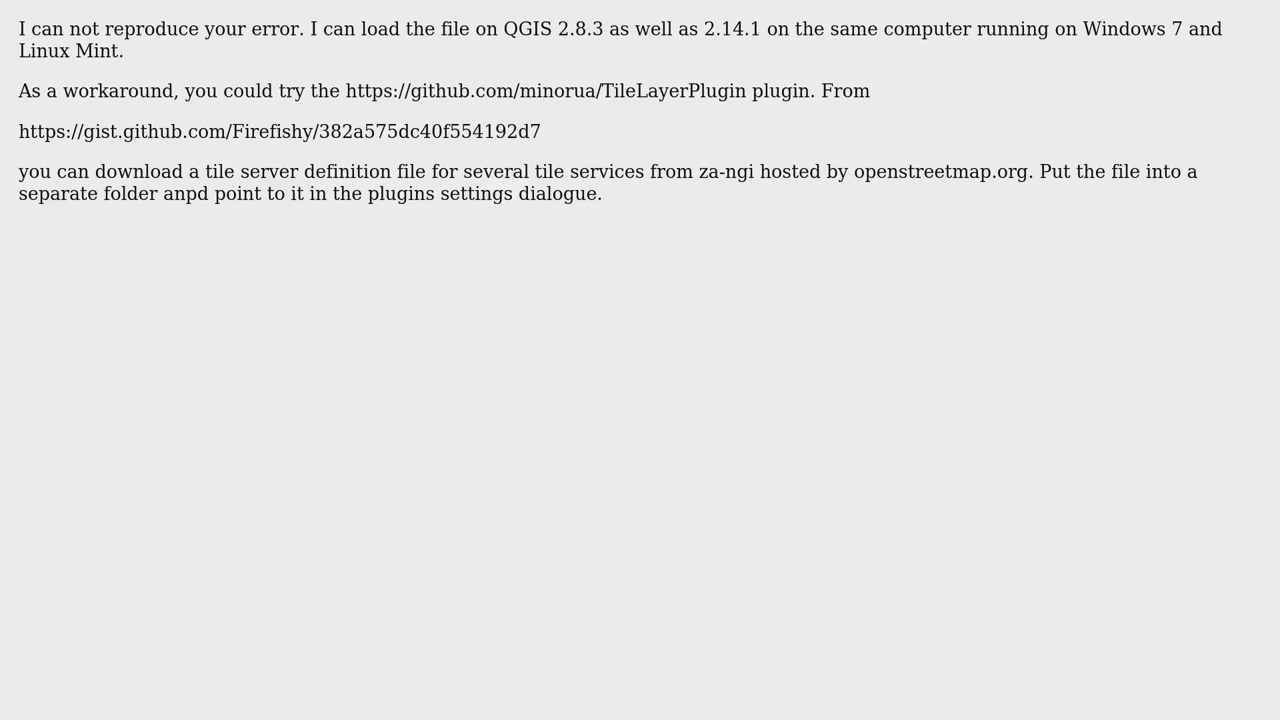 I can not reproduce your error. I can load the file on QGIS 2.8.3 as well as 2.14.1 on the same computer running on Windows 7 and
Linux Mint.
As a workaround, you could try the https://github.com/minorua/TileLayerPlugin plugin. From
https://gist.github.com/Firefishy/382a575dc40f554192d7
you can download a tile server definition file for several tile services from za-ngi hosted by openstreetmap.org. Put the file into a
separate folder anpd point to it in the plugins settings dialogue.